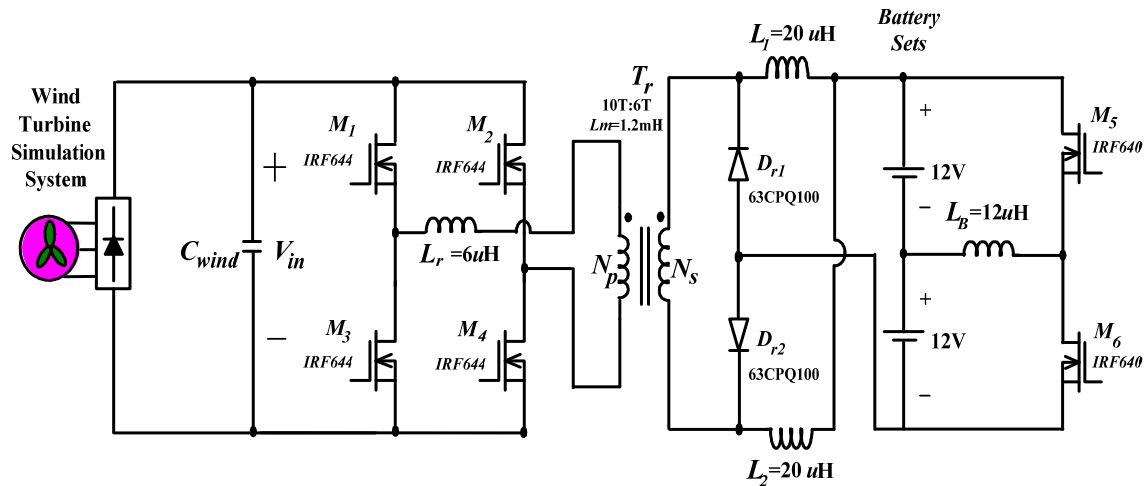 Wind
Turbine
Simulation
System
C_wind
+
V_in
−
M_1
IRF644
M_2
IRF644
L_r =6uH
M_3
IRF644
M_4
IRF644
T_r
10T:6T
Lm=1.2mH
N_p
N_s
L_1=20 uH
D_r1
63CPQ100
D_r2
63CPQ100
L_2=20 uH
Battery
Sets
+
12V
−
L_B=12uH
+
12V
−
M_5
IRF640
M_6
IRF640